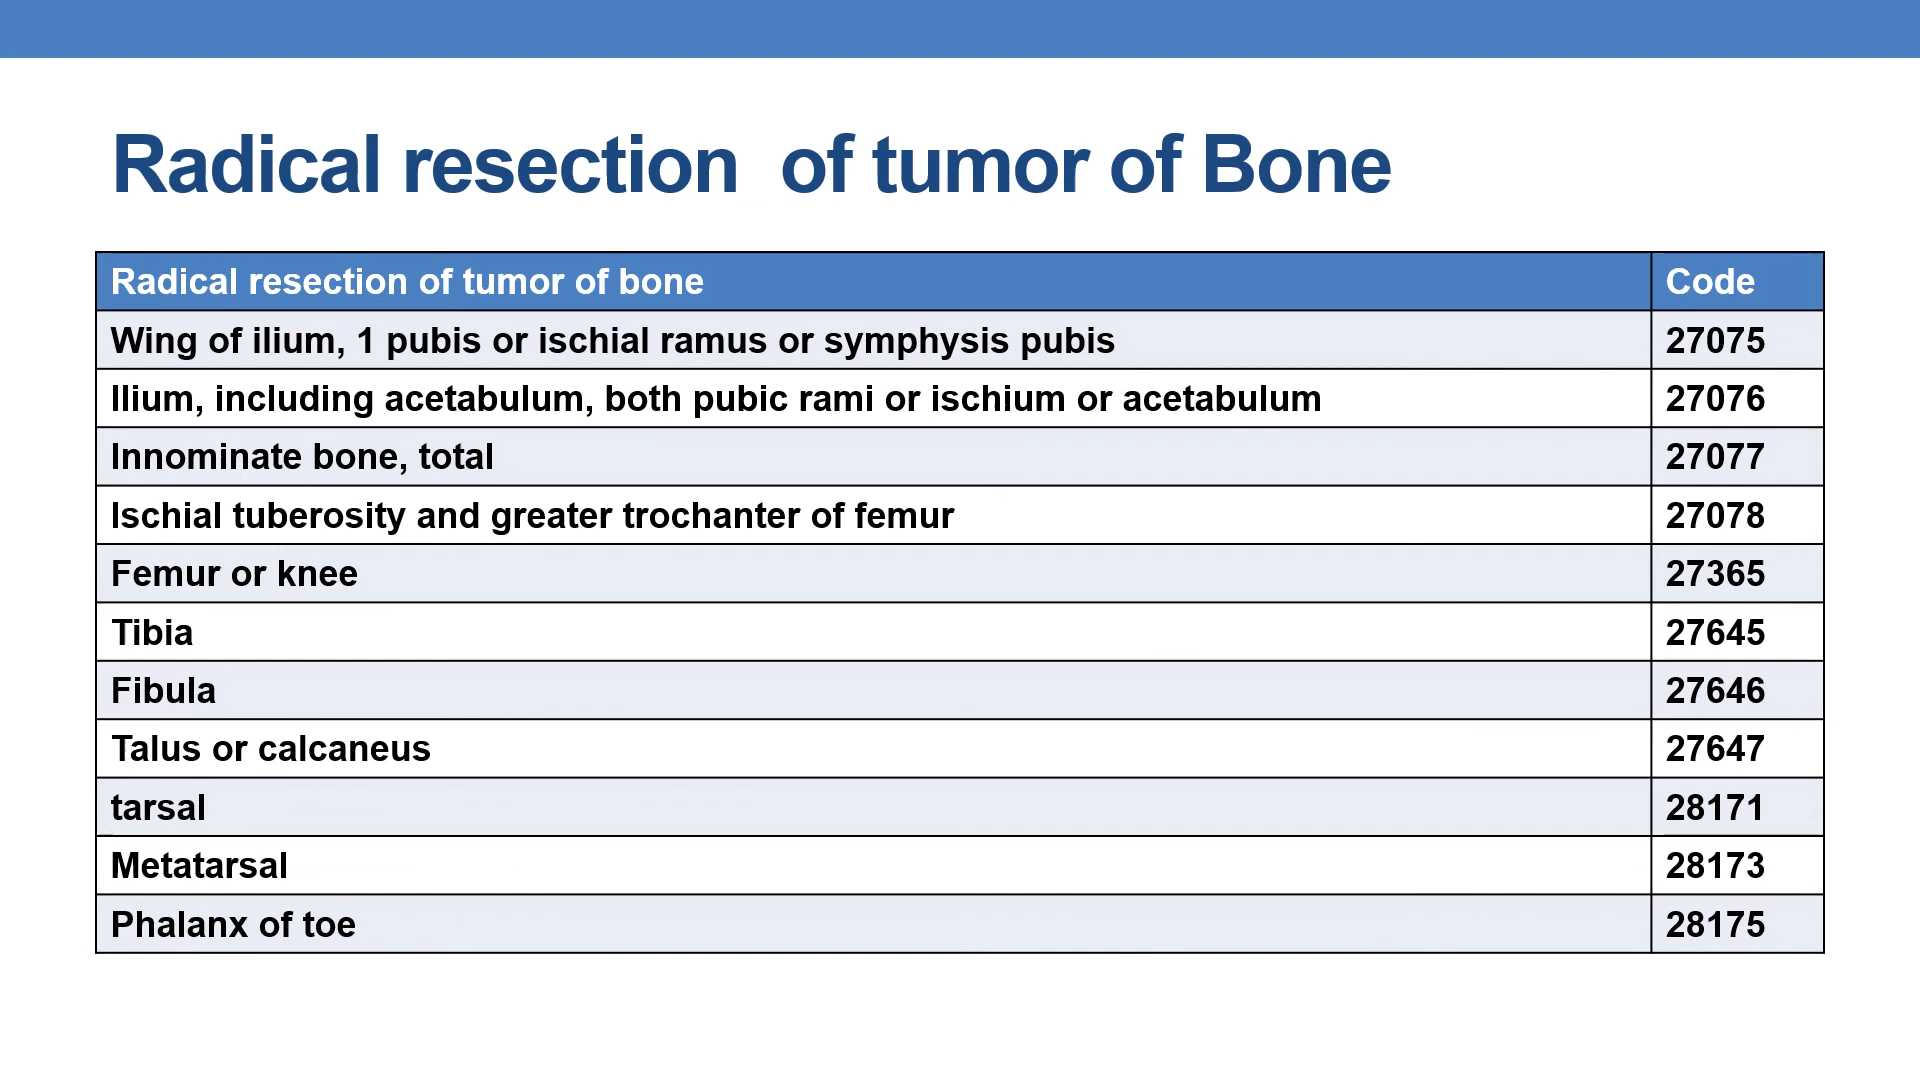 Radical resection  of tumor of Bone
Radical resection of tumor of bone Code
Wing of ilium, 1 pubis or ischial ramus or symphysis pubis 27075
Ilium, including acetabulum, both pubic rami or ischium or acetabulum 27076
Innominate bone, total 27077
Ischial tuberosity and greater trochanter of femur 27078
Femur or knee 27365
Tibia 27645
Fibula 27646
Talus or calcaneus 27647
tarsal 28171
Metatarsal 28173
Phalanx of toe 28175